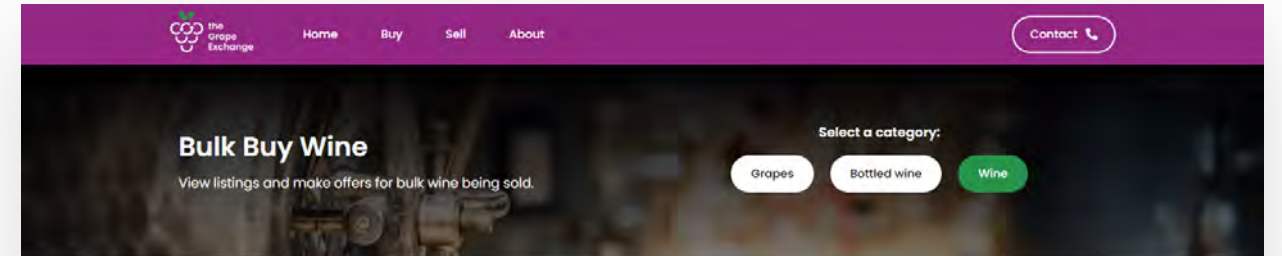 the
Grape
Exchange
Home Buy Sell About
Contact
Bulk Buy Wine
View listings and make offers for bulk wine being sold.
Select a category:
Grapes Bottled wine Wine